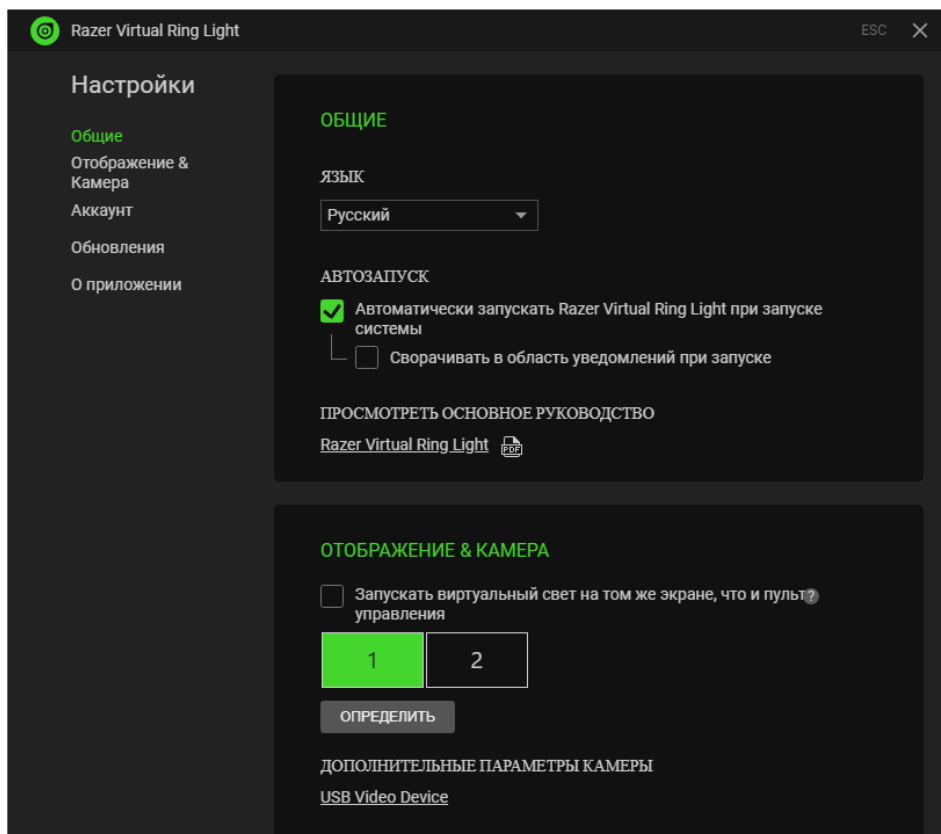 Razer Virtual Ring Light
ESC
Настройки
Общие
Отображение &
Камера
Аккаунт
Обновления
О приложении
ОБЩИЕ
ЯЗЫК
Русский
АВТОЗАПУСК
Автоматически запускать Razer Virtual Ring Light при запуске
системы
Сворачивать в область уведомлений при запуске
ПРОСМОТРЕТЬ ОСНОВНОЕ РУКОВОДСТВО
Razer Virtual Ring Light PDF
ОТОБРАЖЕНИЕ & КАМЕРА
Запускать виртуальный свет на том же экране, что и пульт ?
управления
1 2
ОПРЕДЕЛИТЬ
ДОПОЛНИТЕЛЬНЫЕ ПАРАМЕТРЫ КАМЕРЫ
USB Video Device